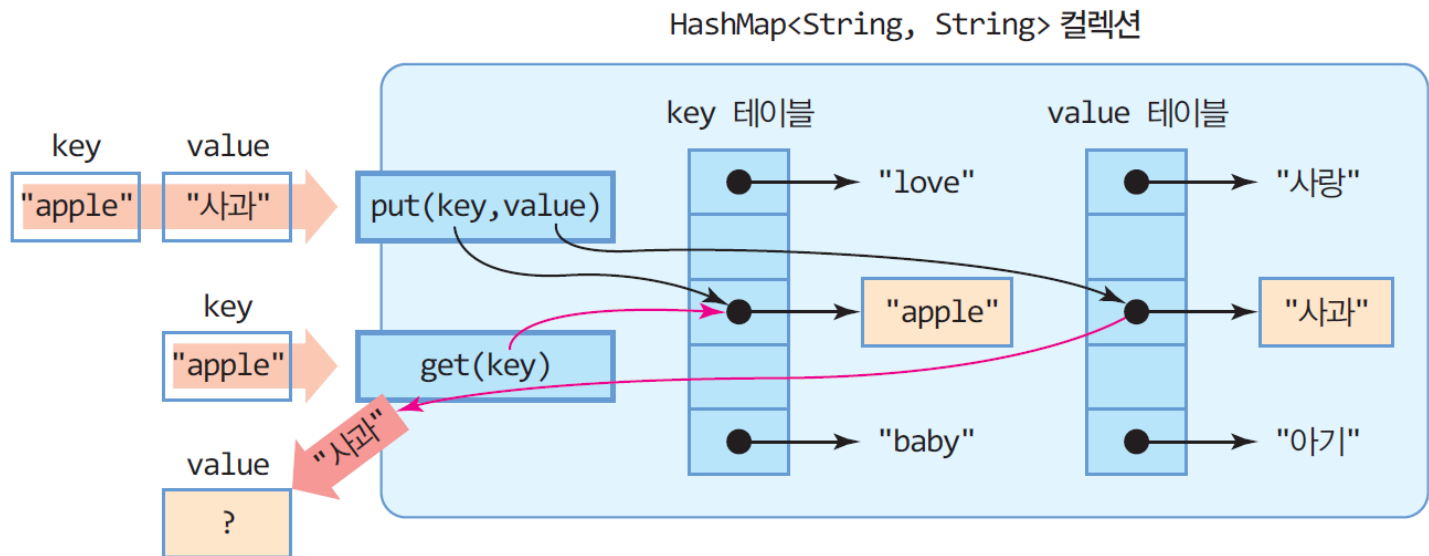 HashMap<String, String> 컬렉션
key 테이블
value 테이블
key
value
"apple"
"사과"
put(key,value)
"love"
"사랑"
key
"apple"
get(key)
"apple"
"사과"
"사과"
value
?
"baby"
"아기"